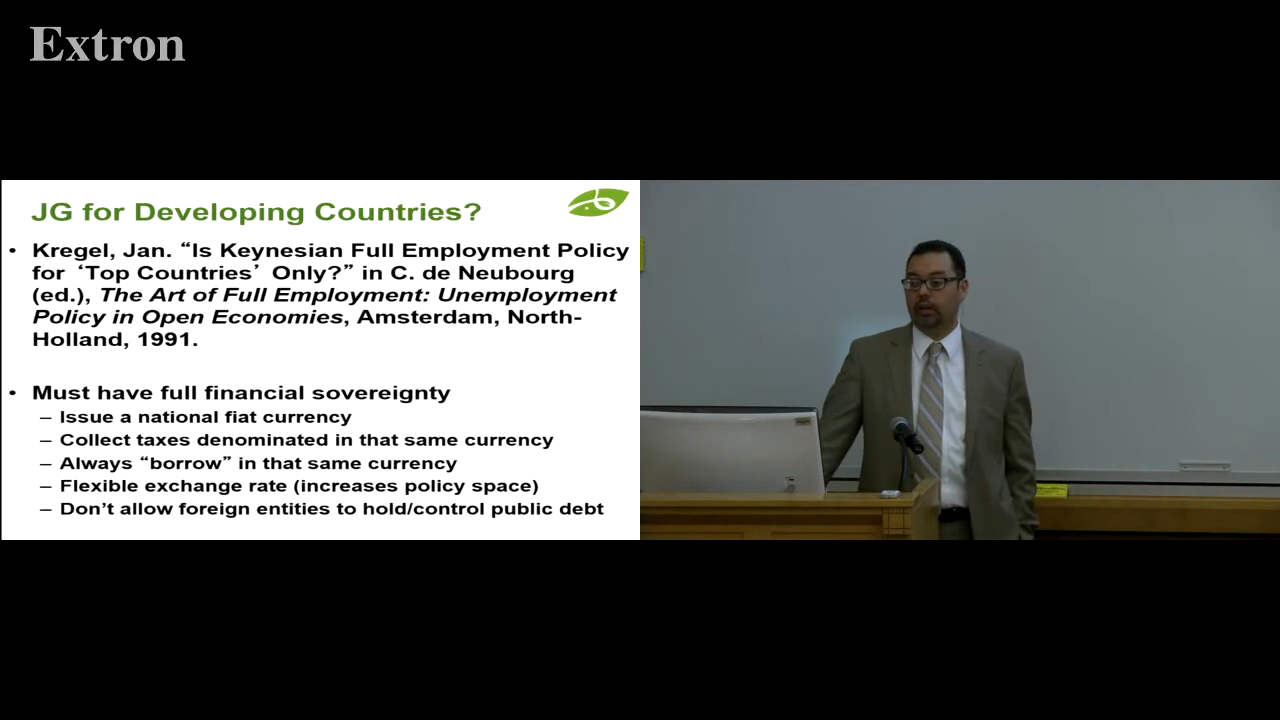 Extron
JG for Developing Countries?
• Kregel, Jan. “Is Keynesian Full Employment Policy
for ‘Top Countries’ Only?” in C. de Neubourg
(ed.), The Art of Full Employment: Unemployment
Policy in Open Economies, Amsterdam, North-
Holland, 1991.
• Must have full financial sovereignty
– Issue a national fiat currency
– Collect taxes denominated in that same currency
– Always “borrow” in that same currency
– Flexible exchange rate (increases policy space)
– Don’t allow foreign entities to hold/control public debt